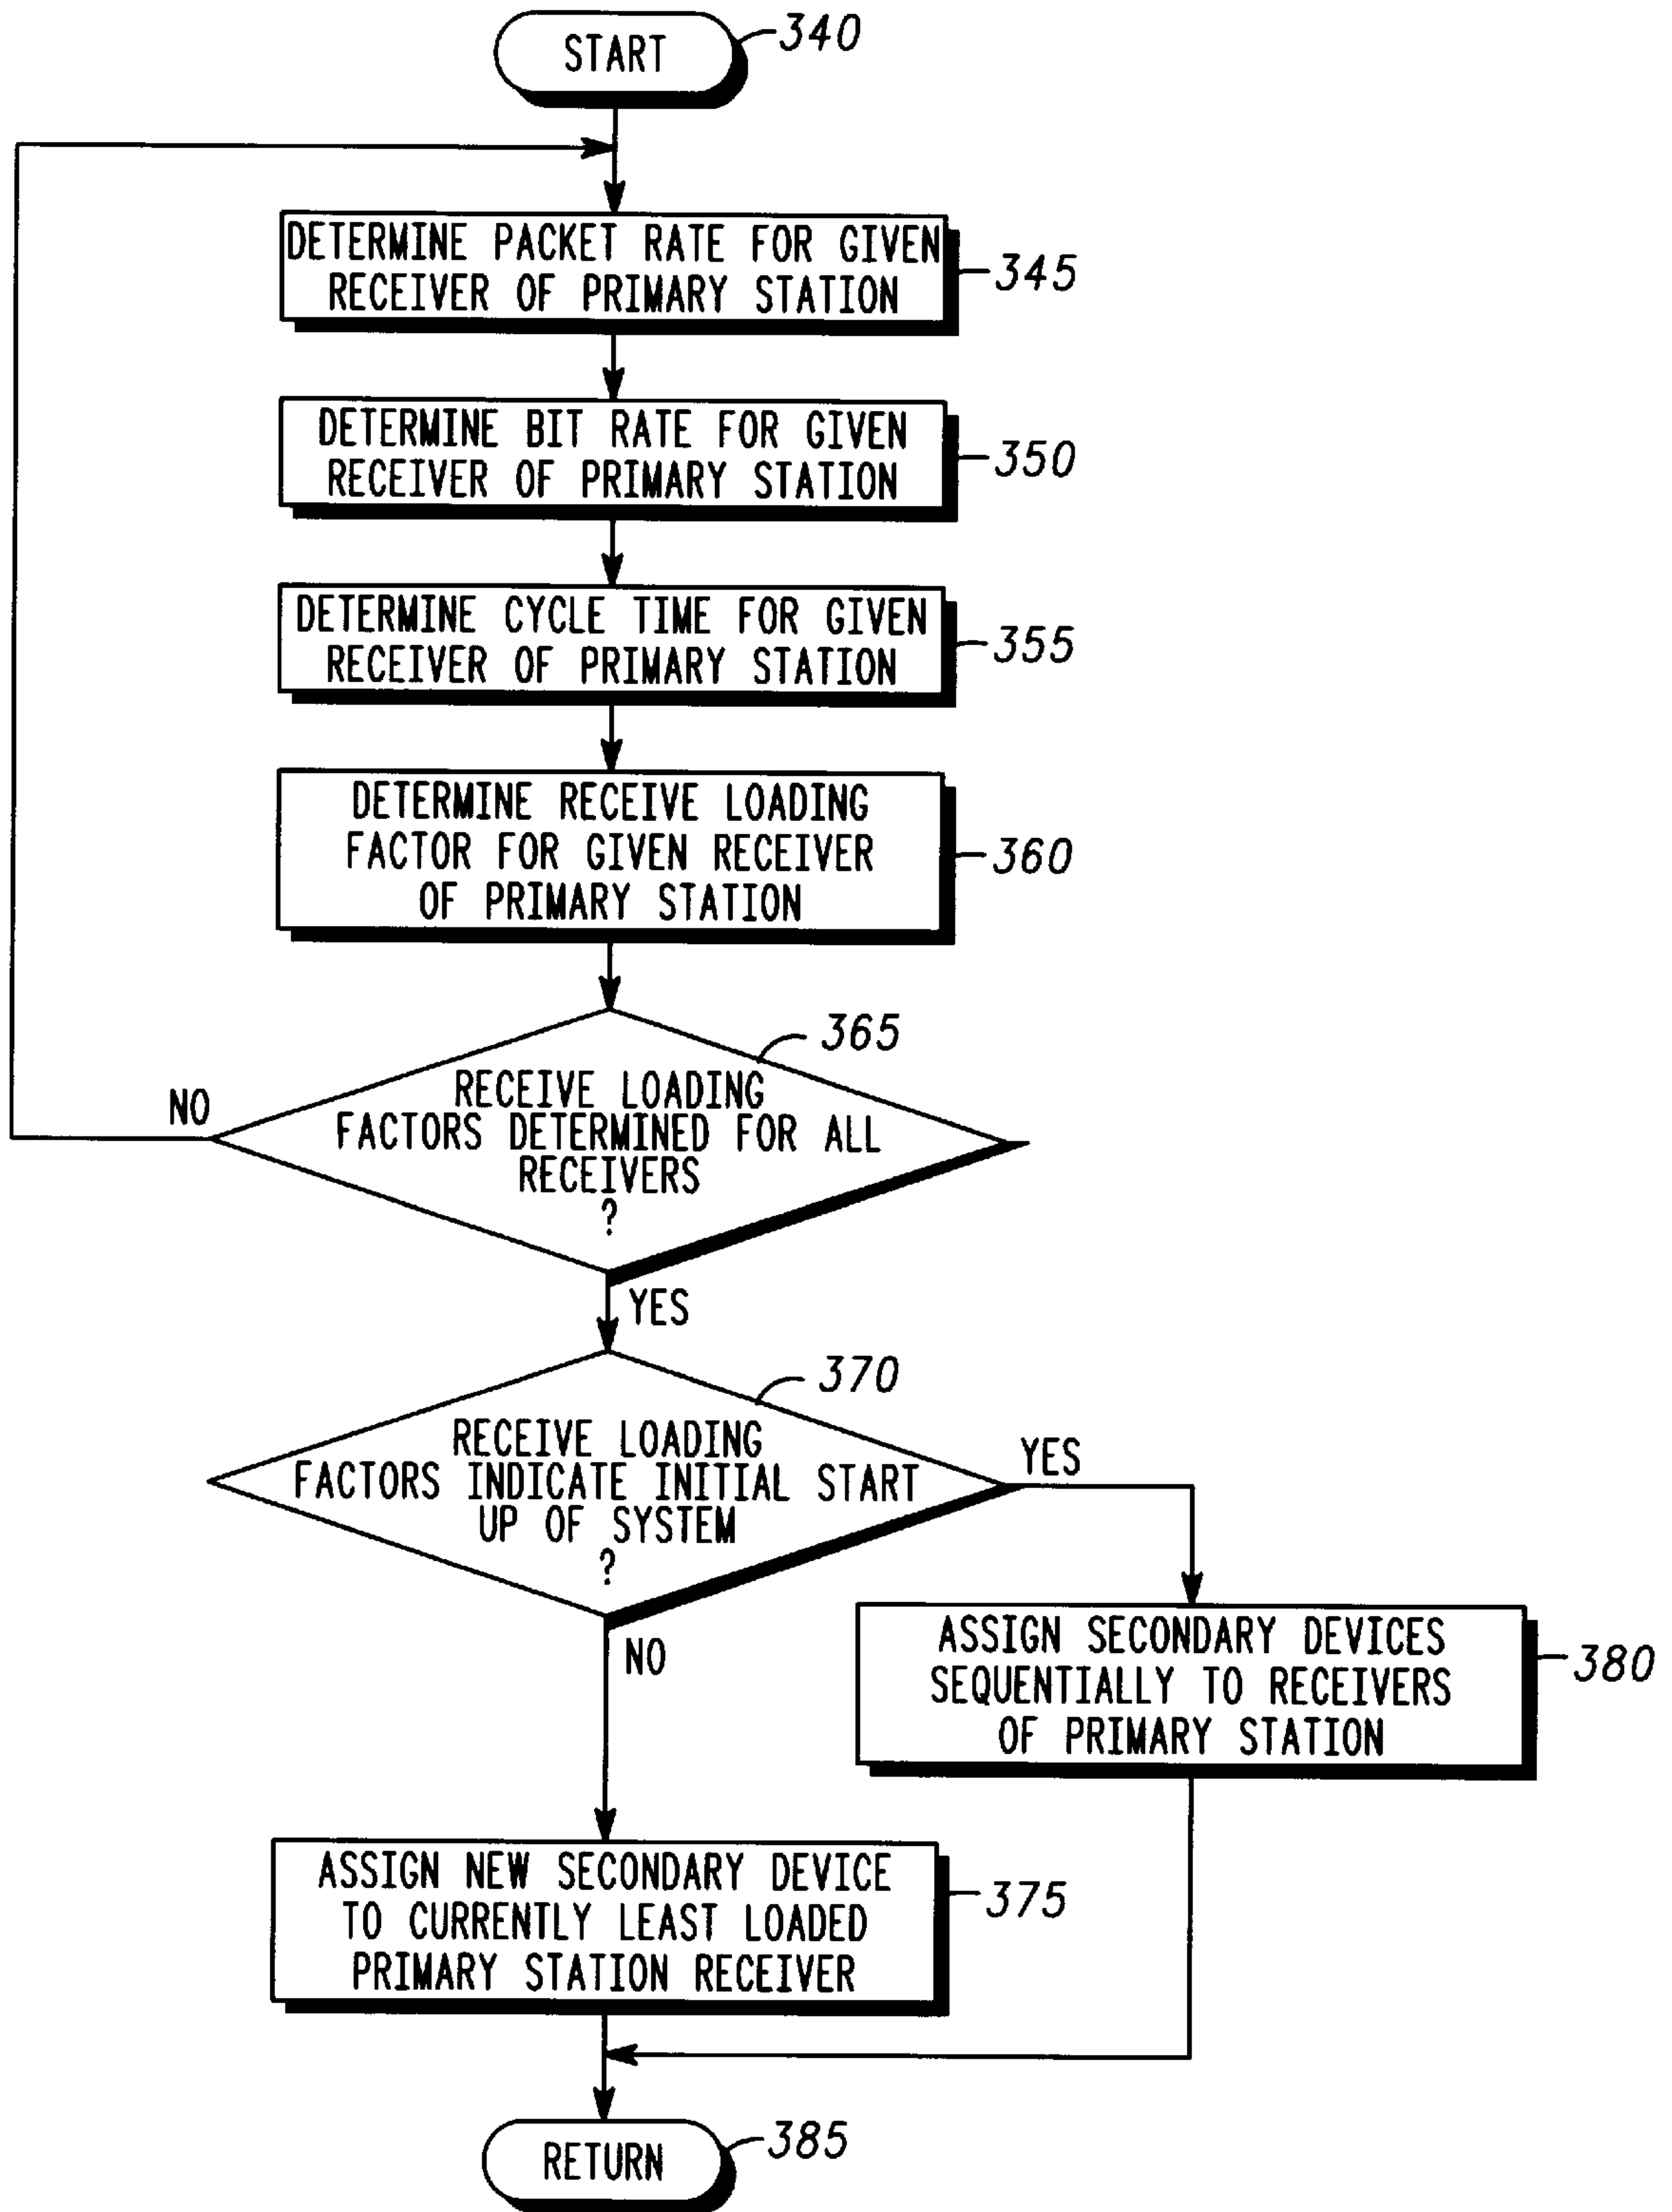 START
340
DETERMINE PACKET RATE FOR GIVEN
RECEIVER OF PRIMARY STATION
345
DETERMINE BIT RATE FOR GIVEN
RECEIVER OF PRIMARY STATION
350
DETERMINE CYCLE TIME FOR GIVEN
RECEIVER OF PRIMARY STATION
355
DETERMINE RECEIVE LOADING
FACTOR FOR GIVEN RECEIVER
OF PRIMARY STATION
360
365
RECEIVE LOADING
FACTORS DETERMINED FOR ALL
RECEIVERS
?
NO
YES
370
RECEIVE LOADING
FACTORS INDICATE INITIAL START
UP OF SYSTEM
?
YES
NO
ASSIGN SECONDARY DEVICES
SEQUENTIALLY TO RECEIVERS
OF PRIMARY STATION
380
ASSIGN NEW SECONDARY DEVICE
TO CURRENTLY LEAST LOADED
PRIMARY STATION RECEIVER
375
RETURN
385